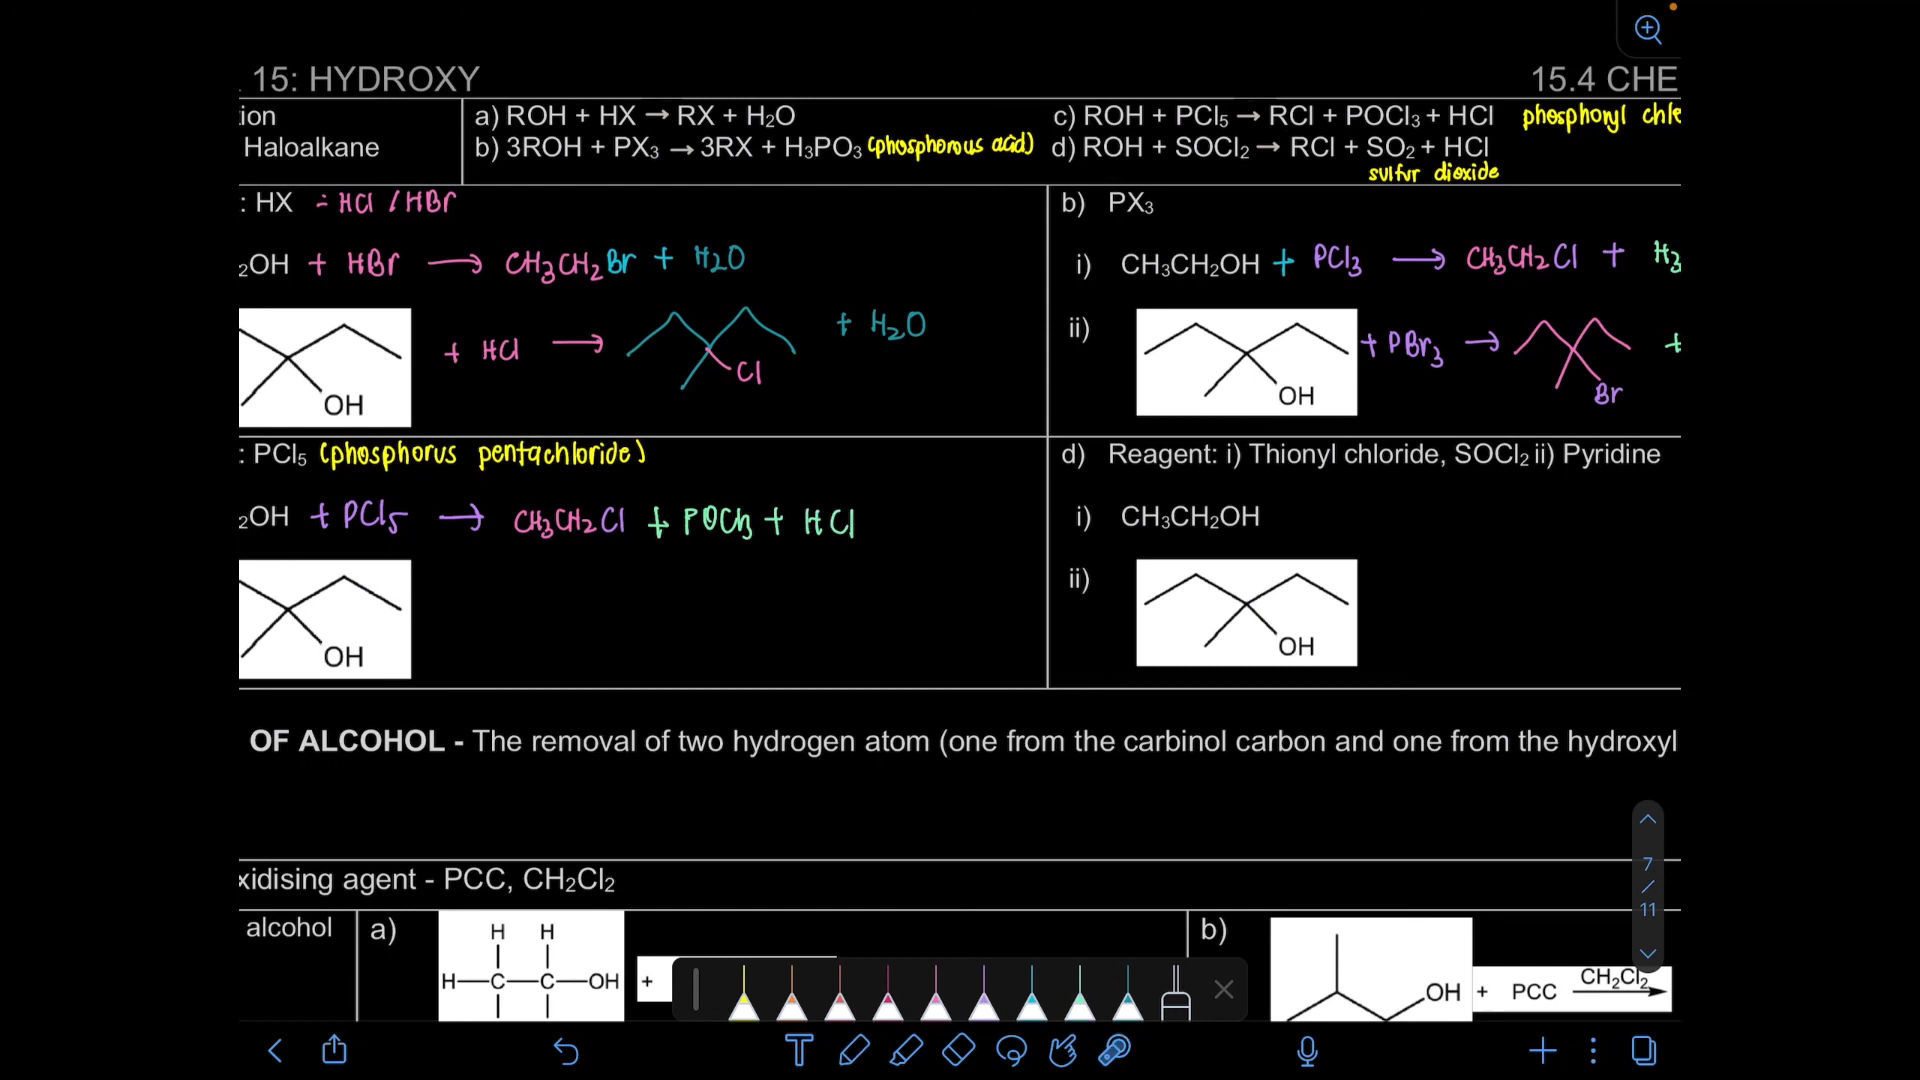 . 15: HYDROXY
15.4 CHE
ion
Haloalkane
a) ROH + HX → RX + H₂O
b) 3ROH + PX₃ → 3RX + H₃PO₃ (phosphorous acid)
c) ROH + PCl₅ → RCl + POCl₃ + HCl phosphoryl chle
d) ROH + SOCl₂ → RCl + SO₂ + HCl
sulfur dioxide
: HX = HCl / HBr
₂OH + HBr → CH₃CH₂Br + H₂O
OH + HCl → Cl + H₂O
b) PX₃
i) CH₃CH₂OH + PCl₃ → CH₃CH₂Cl + H₃
ii) OH + PBr₃ → Br +
: PCl₅ (phosphorus pentachloride)
₂OH + PCl₅ → CH₃CH₂Cl + POCl₃ + HCl
OH
d) Reagent: i) Thionyl chloride, SOCl₂ ii) Pyridine
i) CH₃CH₂OH
ii) OH
OF ALCOHOL - The removal of two hydrogen atom (one from the carbinol carbon and one from the hydroxyl
xidising agent - PCC, CH₂Cl₂
alcohol
a)
H H
H—C—C—OH +
b)
OH + PCC CH₂Cl₂
7
/
11
T